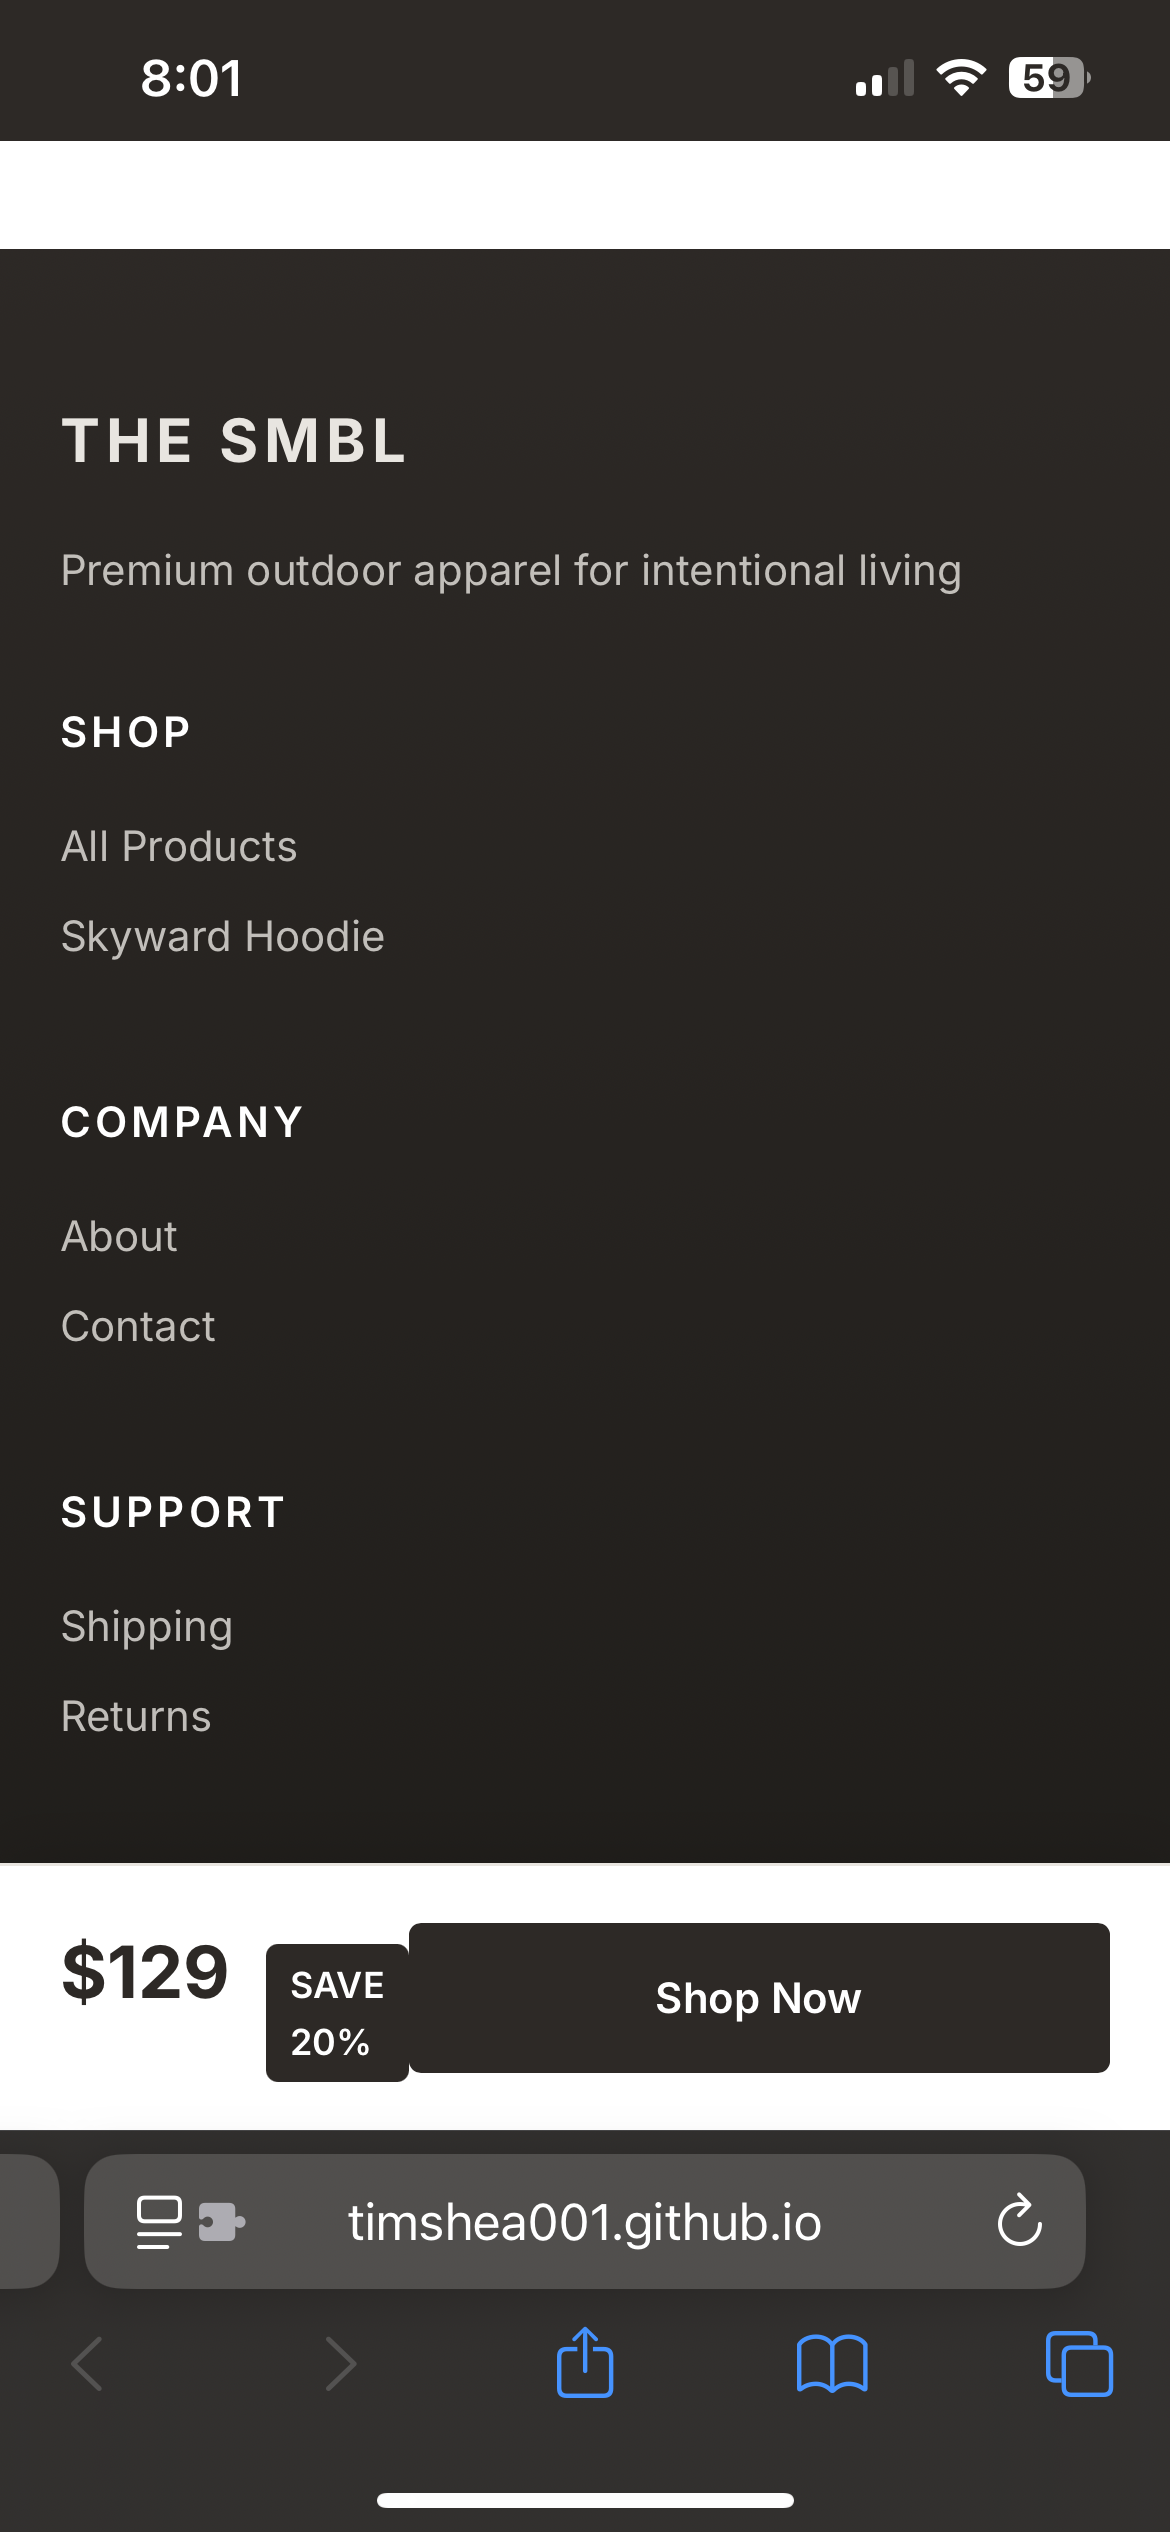 8:01
59
THE SMBL
Premium outdoor apparel for intentional living
SHOP
All Products
Skyward Hoodie
COMPANY
About
Contact
SUPPORT
Shipping
Returns
$129
SAVE
20%
Shop Now
timshea001.github.io